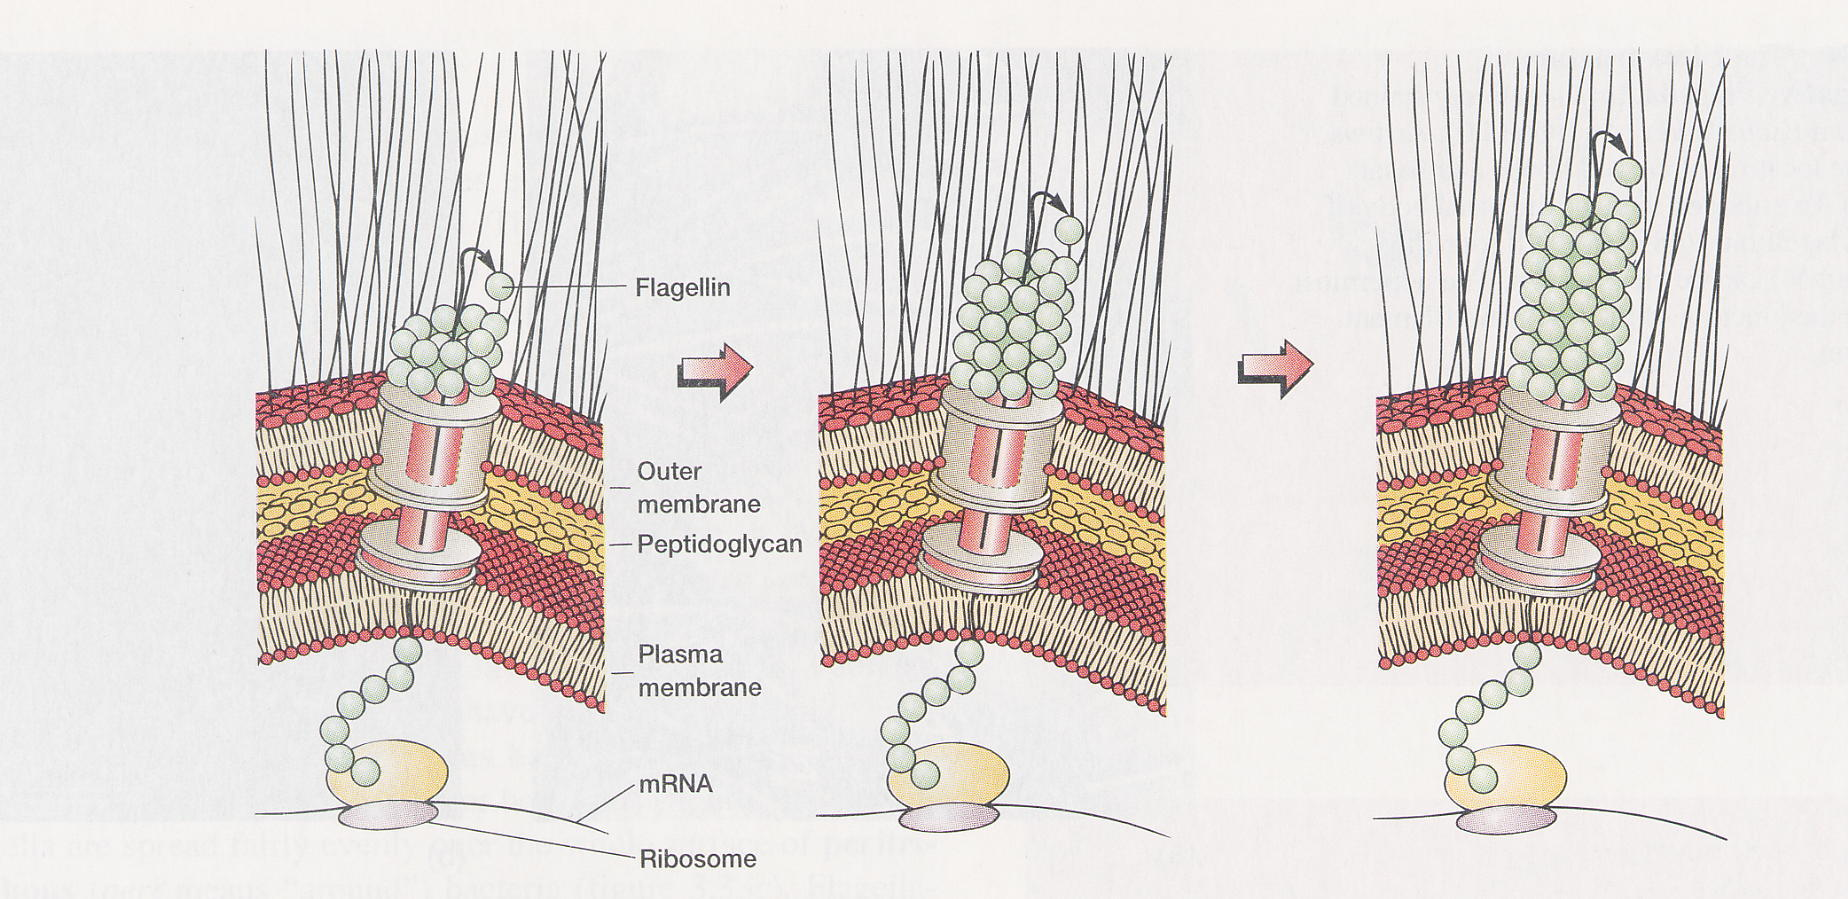 Flagellin
Outer
membrane
Peptidoglycan
Plasma
membrane
mRNA
Ribosome